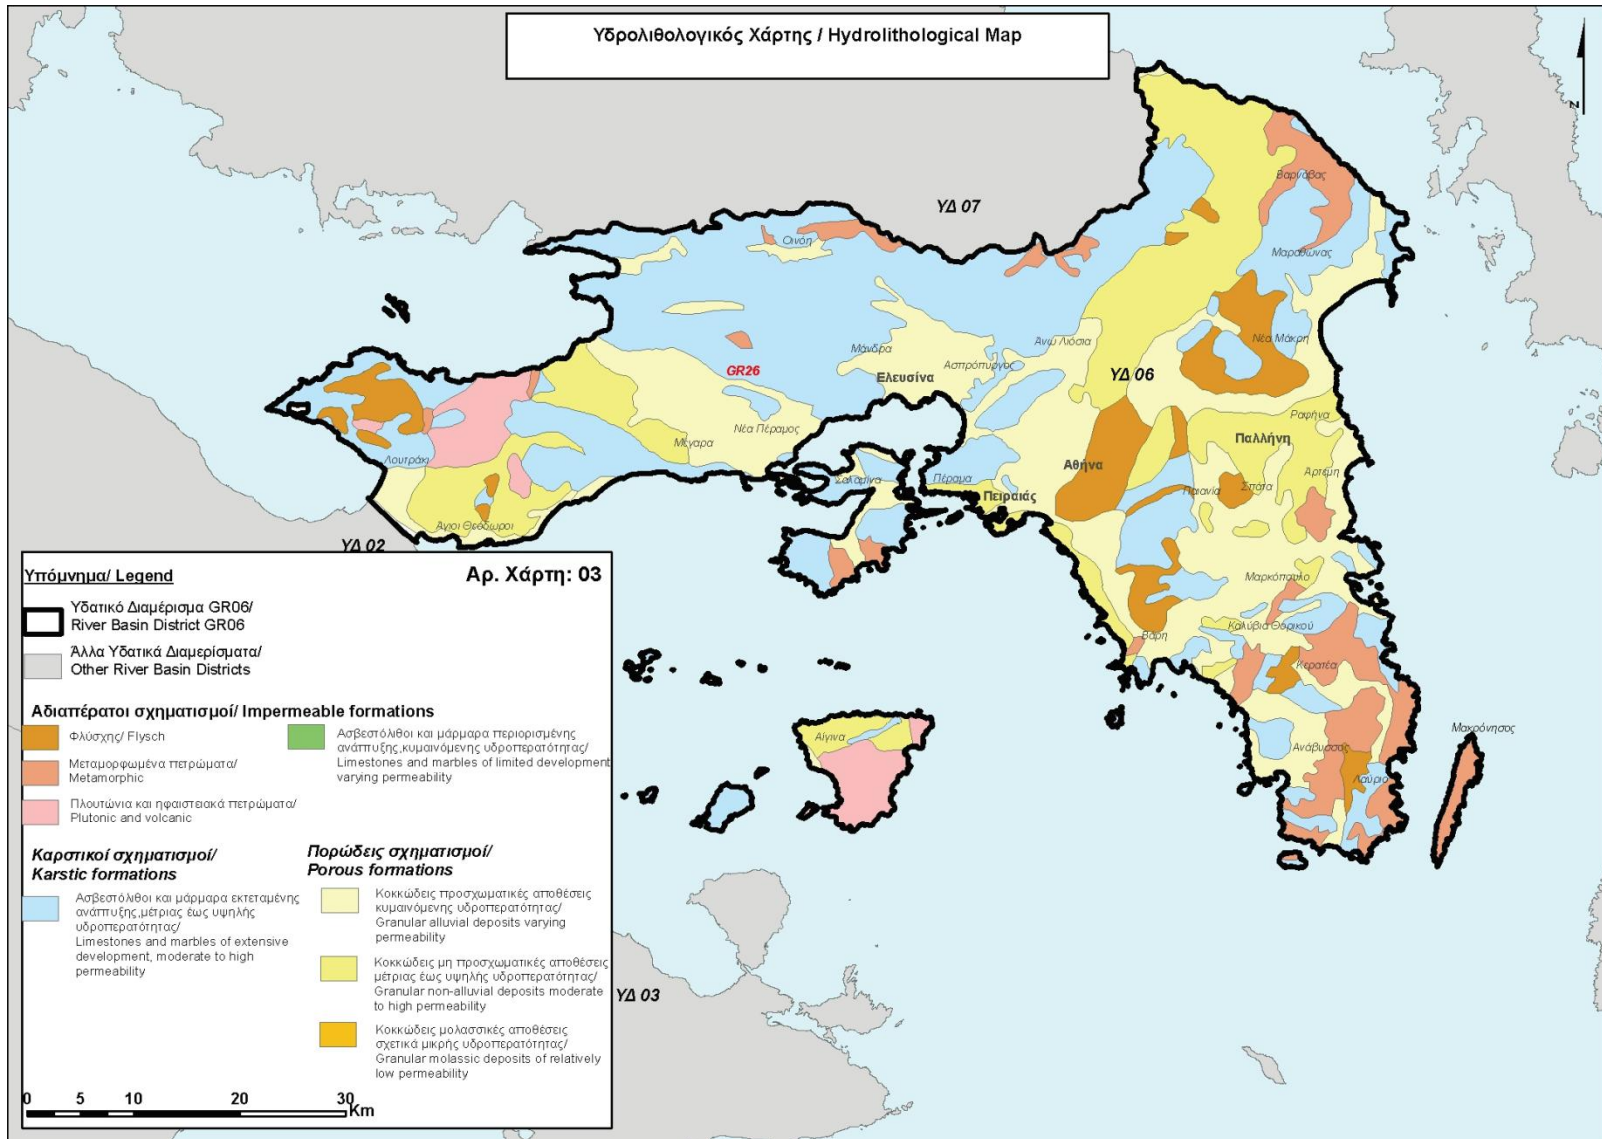 Υδρολιθολογικός Χάρτης / Hydrolithological Map
N
ΥΔ 07
Βαρνάβας
Οινόη
Μαραθώνας
Μάνδρα
Ασπρόπυργος
Άνω Λιόσια
Νέα Μάκρη
GR26
Ελευσίνα
ΥΔ 06
Ραφήνα
Νέα Πέραμος
Μέγαρα
Παλλήνη
Λουτράκι
Αθήνα
Άρτεμη
Σαλαμίνα
Πέραμα
Πειραιάς
Παιανία
Σπάτα
Άγιοι Θεόδωροι
ΥΔ 02
Μαρκόπουλο
Καλύβια Θορικού
Βάρη
Κερατέα
Μακρόνησος
Αίγινα
Ανάβυσσος
Λαύριο
ΥΔ 03
Υπόμνημα/ Legend
Αρ. Χάρτη: 03
Υδατικό Διαμέρισμα GR06/
River Basin District GR06
Άλλα Υδατικά Διαμερίσματα/
Other River Basin Districts
Αδιαπέρατοι σχηματισμοί/ Impermeable formations
Φλύσχης/ Flysch
Μεταμορφωμένα πετρώματα/
Metamorphic
Πλουτώνια και ηφαιστειακά πετρώματα/
Plutonic and volcanic
Ασβεστόλιθοι και μάρμαρα περιορισμένης
ανάπτυξης,κυμαινόμενης υδροπερατότητας/
Limestones and marbles of limited development
varying permeability
Καρστικοί σχηματισμοί/
Karstic formations
Ασβεστόλιθοι και μάρμαρα εκτεταμένης
ανάπτυξης,μέτριας έως υψηλής
υδροπερατότητας/
Limestones and marbles of extensive
development, moderate to high
permeability
Πορώδεις σχηματισμοί/
Porous formations
Κοκκώδεις προσχωματικές αποθέσεις
κυμαινόμενης υδροπερατότητας/
Granular alluvial deposits varying
permeability
Κοκκώδεις μη προσχωματικές αποθέσεις
μέτριας έως υψηλής υδροπερατότητας/
Granular non-alluvial deposits moderate
to high permeability
Κοκκώδεις μολασσικές αποθέσεις
σχετικά μικρής υδροπερατότητας/
Granular molassic deposits of relatively
low permeability
0 5 10 20 30
Km